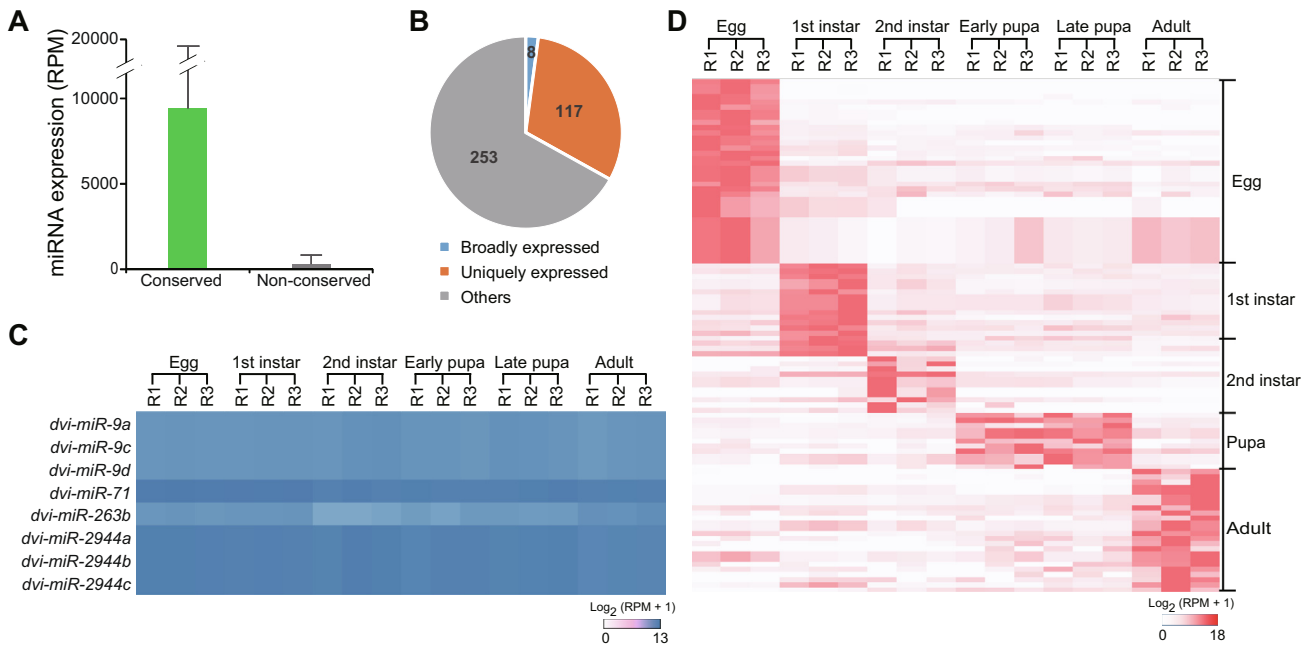 A
miRNA expression (RPM)
20000
10000
5000
0
Conserved
Non-conserved
B
8
117
253
Broadly expressed
Uniquely expressed
Others
C
Egg 1st instar 2nd instar Early pupa Late pupa Adult
R1 R2 R3 R1 R2 R3 R1 R2 R3 R1 R2 R3 R1 R2 R3 R1 R2 R3
dvi-miR-9a
dvi-miR-9c
dvi-miR-9d
dvi-miR-71
dvi-miR-263b
dvi-miR-2944a
dvi-miR-2944b
dvi-miR-2944c
Log2 (RPM + 1)
0 13
D
Egg 1st instar 2nd instar Early pupa Late pupa Adult
R1 R2 R3 R1 R2 R3 R1 R2 R3 R1 R2 R3 R1 R2 R3 R1 R2 R3
Egg
1st instar
2nd instar
Pupa
Adult
Log2 (RPM + 1)
0 18